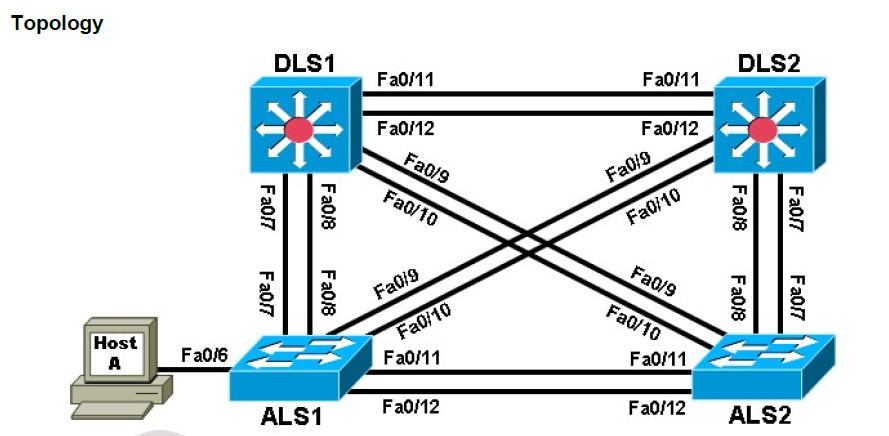 Topology
DLS1
DLS2
Fa0/11
Fa0/11
Fa0/12
Fa0/12
Fa0/9
Fa0/9
Fa0/10
Fa0/10
Fa0/7
Fa0/8
Fa0/8
Fa0/7
Fa0/7
Fa0/8
Fa0/9
Fa0/9
Fa0/8
Fa0/7
Fa0/10
Fa0/10
Host
A
Fa0/6
Fa0/11
Fa0/11
Fa0/12
Fa0/12
ALS1
ALS2